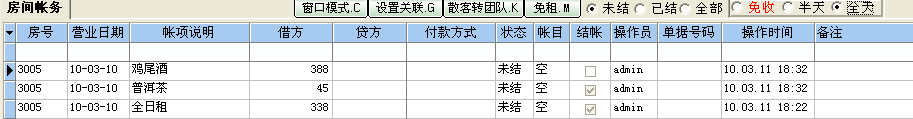 房间帐务 窗口模式.C 设置关联.G 散客转团队.K 免租.M 未结 已结 全部 免收 半天 全天
房号 营业日期 帐项说明 借方 贷方 付款方式 状态 帐目 结帐 操作员 单据号码 操作时间 备注
3005 10-03-10 鸡尾酒 388 未结 空 admin 10.03.11 18:32
3005 10-03-10 普洱茶 45 未结 空 admin 10.03.11 18:32
3005 10-03-10 全日租 338 未结 空 admin 10.03.11 18:22